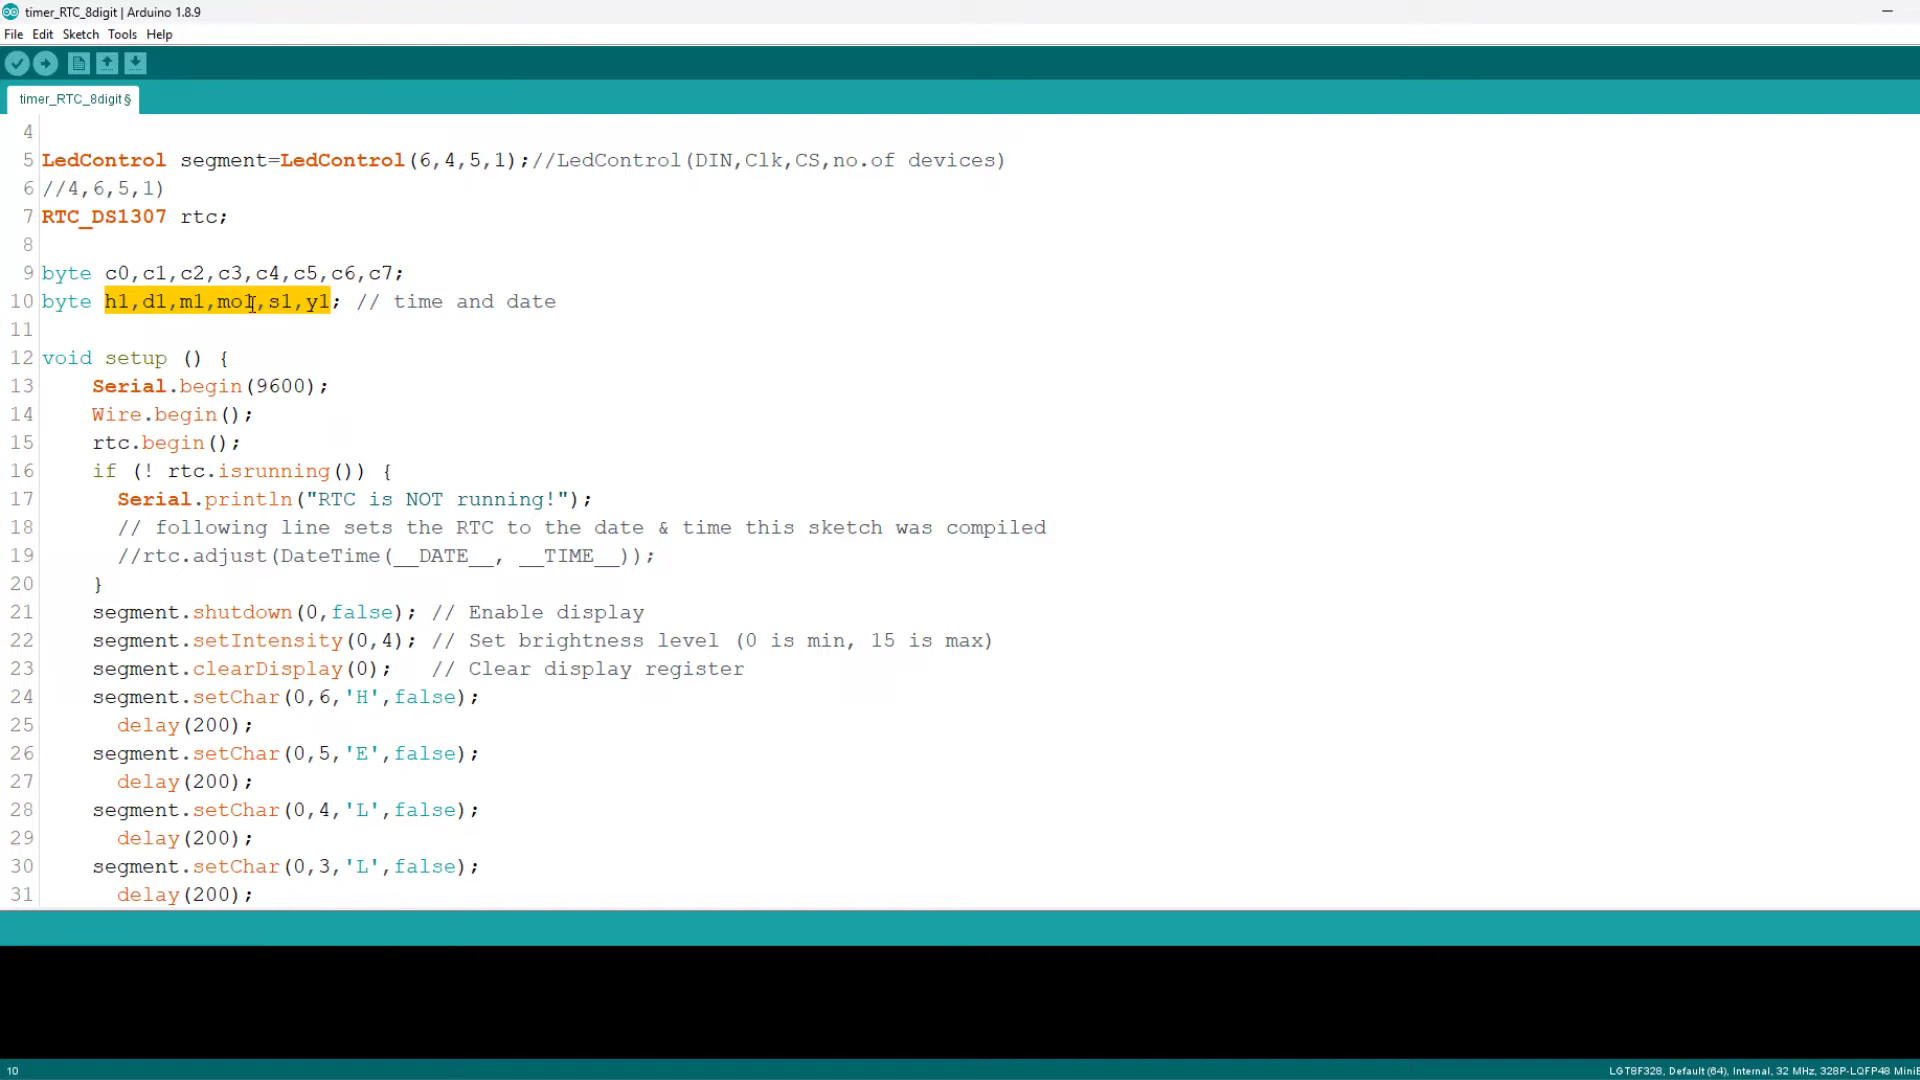 timer_RTC_8digit | Arduino 1.8.9
File Edit Sketch Tools Help
timer_RTC_8digit§
4
5 LedControl segment=LedControl(6,4,5,1);//LedControl(DIN,Clk,CS,no.of devices)
6 //4,6,5,1)
7 RTC_DS1307 rtc;
8
9 byte c0,c1,c2,c3,c4,c5,c6,c7;
10 byte h1,d1,m1,mo1,s1,y1; // time and date
11
12 void setup () {
13 Serial.begin(9600);
14 Wire.begin();
15 rtc.begin();
16 if (! rtc.isrunning()) {
17 Serial.println("RTC is NOT running!");
18 // following line sets the RTC to the date & time this sketch was compiled
19 //rtc.adjust(DateTime(__DATE__, __TIME__));
20 }
21 segment.shutdown(0,false); // Enable display
22 segment.setIntensity(0,4); // Set brightness level (0 is min, 15 is max)
23 segment.clearDisplay(0); // Clear display register
24 segment.setChar(0,6,'H',false);
25 delay(200);
26 segment.setChar(0,5,'E',false);
27 delay(200);
28 segment.setChar(0,4,'L',false);
29 delay(200);
30 segment.setChar(0,3,'L',false);
31 delay(200);
10 LGT8F328, Default (64), Internal, 32 MHz, 328P-LQFP48 MiniE